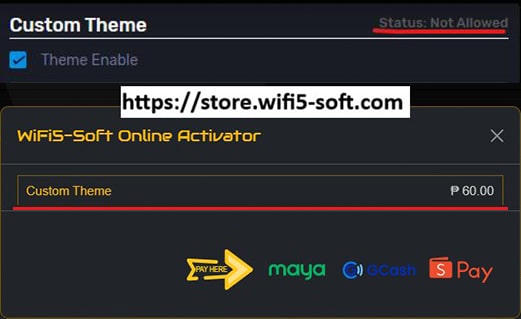 Custom Theme
Status: Not Allowed
Theme Enable
https://store.wifi5-soft.com
WiFi5-Soft Online Activator
Custom Theme
₱ 60.00
PAY HERE
maya
GCash
S Pay